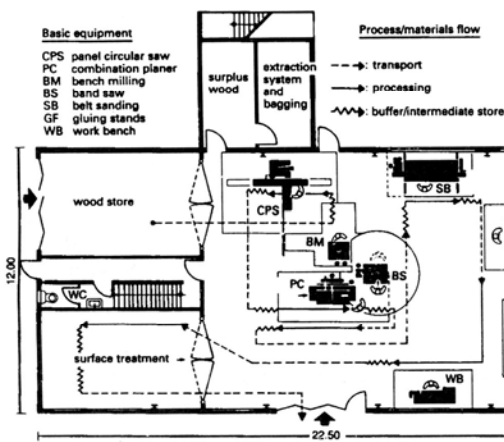 Basic equipment
CPS panel circular saw
PC combination planer
BM bench milling
BS band saw
SB belt sanding
GF gluing stands
WB work bench
Process/materials flow
: transport
: processing
: buffer/intermediate store
surplus
wood
extraction
system
and
bagging
wood store
CPS
SB
BM
BS
PC
WC
surface treatment
WB
12.00
22.50